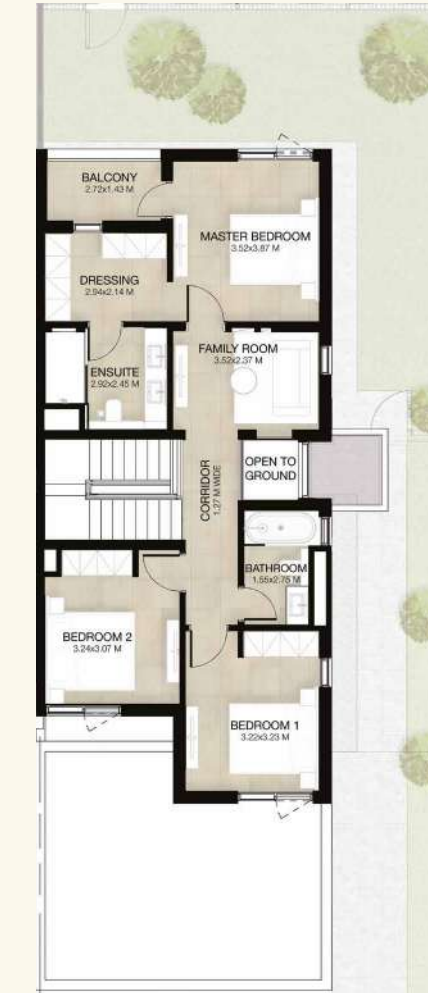 BALCONY
2.72x1.43 M
MASTER BEDROOM
3.52x3.87 M
DRESSING
2.94x2.14 M
FAMILY ROOM
3.52x2.37 M
ENSUITE
2.92x2.45 M
OPEN TO
GROUND
CORRIDOR
1.27 M WIDE
BATHROOM
1.55x2.75 M
BEDROOM 2
3.24x3.07 M
BEDROOM 1
3.22x3.23 M